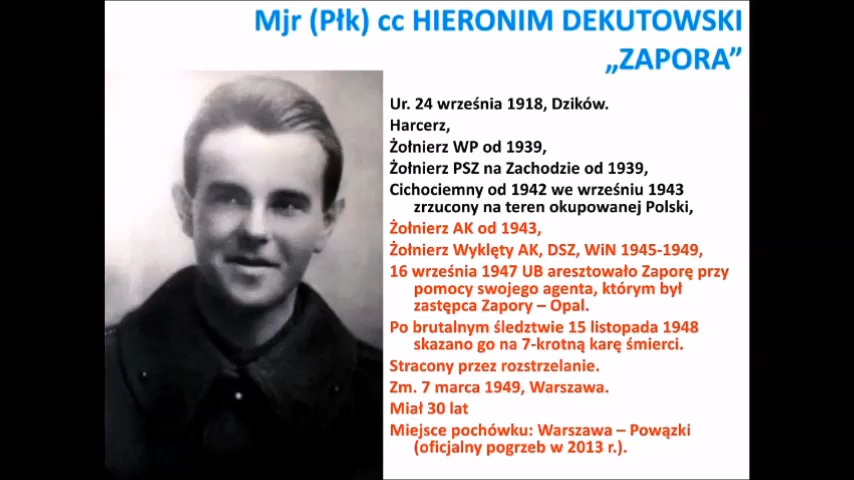 Mjr (Płk) cc HIERONIM DEKUTOWSKI
„ZAPORA”
Ur. 24 września 1918, Dzików.
Harcerz,
Żołnierz WP od 1939,
Żołnierz PSZ na Zachodzie od 1939,
Cichociemny od 1942 we wrześniu 1943
zrzucony na teren okupowanej Polski,
Żołnierz AK od 1943,
Żołnierz Wyklęty AK, DSZ, WiN 1945-1949,
16 września 1947 UB aresztowało Zaporę przy
pomocy swojego agenta, którym był
zastępca Zapory – Opal.
Po brutalnym śledztwie 15 listopada 1948
skazano go na 7-krotną karę śmierci.
Stracony przez rozstrzelanie.
Zm. 7 marca 1949, Warszawa.
Miał 30 lat
Miejsce pochówku: Warszawa – Powązki
(oficjalny pogrzeb w 2013 r.).